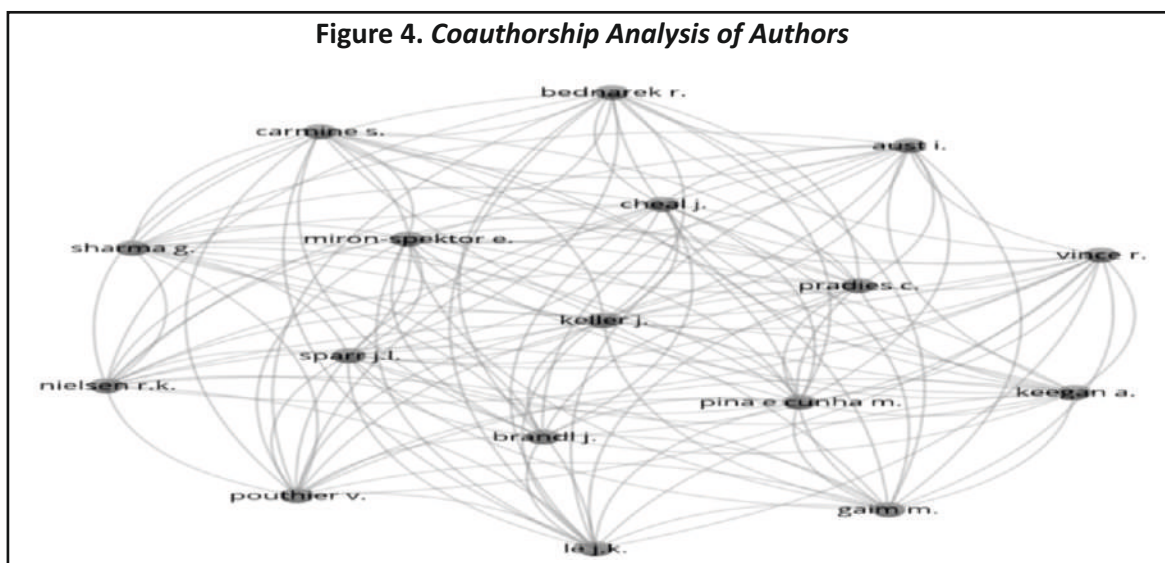 Figure 4. Coauthorship Analysis of Authors
bednarek r.
carmine s.
aust i.
cheal j.
miron-spektor e.
sharma g.
vince r.
pradies c.
keller j.
sparr j.l.
nielsen r.k.
keegan a.
pina e cunha m.
brandl j.
pouthier v.
gaim m.
le j.k.